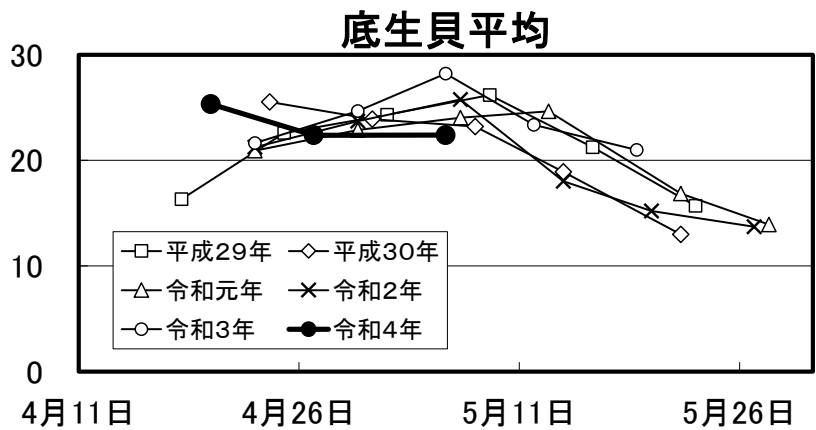 底生貝平均
30
20
10
0
平成29年 平成30年
令和元年 令和2年
令和3年 令和4年
4月11日 4月26日 5月11日 5月26日